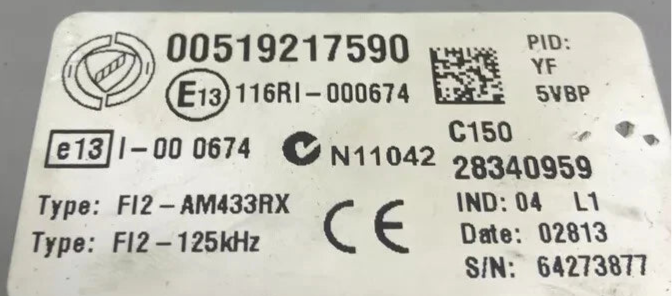 00519217590
E13 116RI-000674
e13 I-00 0674
N11042
Type: FI2-AM433RX
Type: FI2-125kHz
CE
PID:
YF
5VBP
C150
28340959
IND: 04 L1
Date: 02813
S/N: 64273877